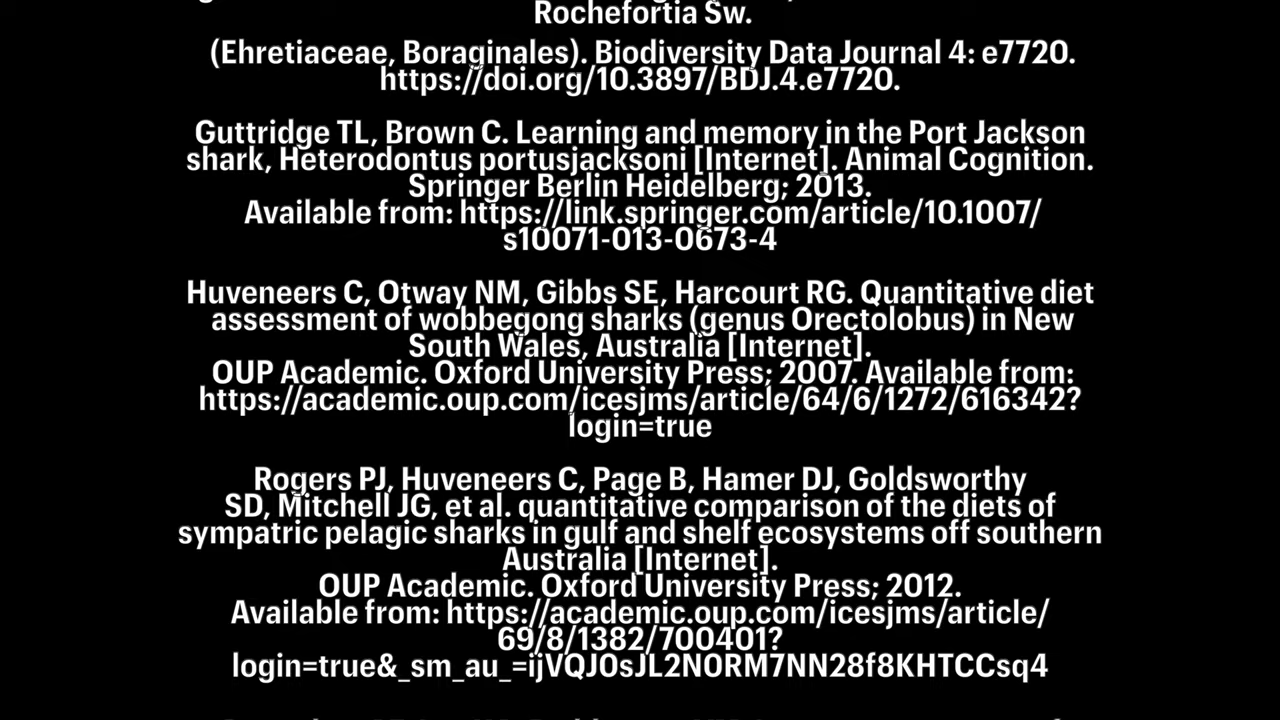 Rochefortia Sw.
(Ehretiaceae, Boraginales). Biodiversity Data Journal 4: e7720.
https://doi.org/10.3897/BDJ.4.e7720.
Guttridge TL, Brown C. Learning and memory in the Port Jackson
shark, Heterodontus portusjacksoni [Internet]. Animal Cognition.
Springer Berlin Heidelberg; 2013.
Available from: https://link.springer.com/article/10.1007/
s10071-013-0673-4
Huveneers C, Otway NM, Gibbs SE, Harcourt RG. Quantitative diet
assessment of wobbegong sharks (genus Orectolobus) in New
South Wales, Australia [Internet].
OUP Academic. Oxford University Press; 2007. Available from:
https://academic.oup.com/icesjms/article/64/6/1272/616342?
login=true
Rogers PJ, Huveneers C, Page B, Hamer DJ, Goldsworthy
SD, Mitchell JG, et al. quantitative comparison of the diets of
sympatric pelagic sharks in gulf and shelf ecosystems off southern
Australia [Internet].
OUP Academic. Oxford University Press; 2012.
Available from: https://academic.oup.com/icesjms/article/
69/8/1382/700401?
login=true&_sm_au_=ijVQJ0sJL2N0RM7NN28f8KHTCCsq4